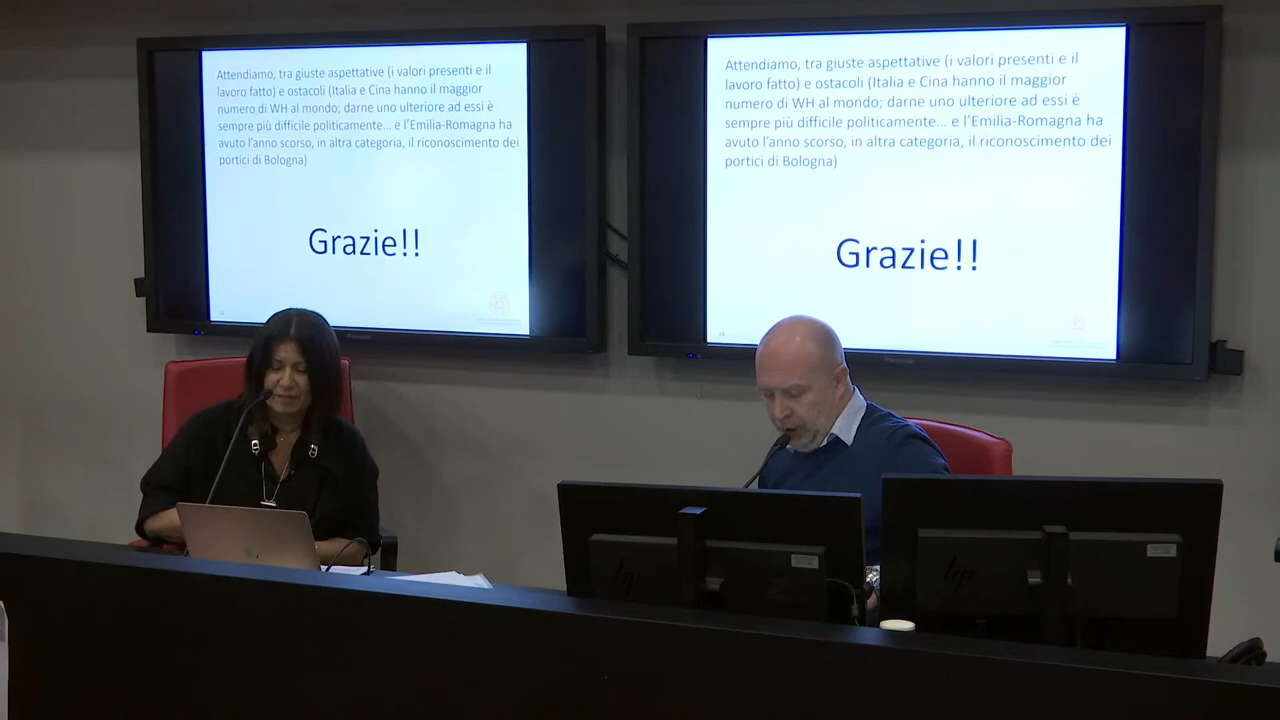 Attendiamo, tra giuste aspettative (i valori presenti e il
lavoro fatto) e ostacoli (Italia e Cina hanno il maggior
numero di WH al mondo; darne uno ulteriore ad essi è
sempre più difficile politicamente... e l'Emilia-Romagna ha
avuto l'anno scorso, in altra categoria, il riconoscimento dei
portici di Bologna)
Grazie!!
Attendiamo, tra giuste aspettative (i valori presenti e il
lavoro fatto) e ostacoli (Italia e Cina hanno il maggior
numero di WH al mondo; darne uno ulteriore ad essi è
sempre più difficile politicamente... e l'Emilia-Romagna ha
avuto l'anno scorso, in altra categoria, il riconoscimento dei
portici di Bologna)
Grazie!!
hp
hp